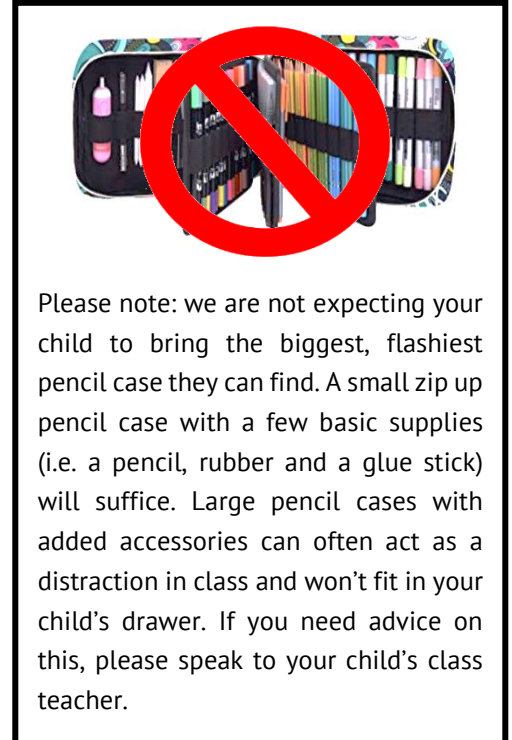 Please note: we are not expecting your
child to bring the biggest, flashiest
pencil case they can find. A small zip up
pencil case with a few basic supplies
(i.e. a pencil, rubber and a glue stick)
will suffice. Large pencil cases with
added accessories can often act as a
distraction in class and won’t fit in your
child’s drawer. If you need advice on
this, please speak to your child’s class
teacher.